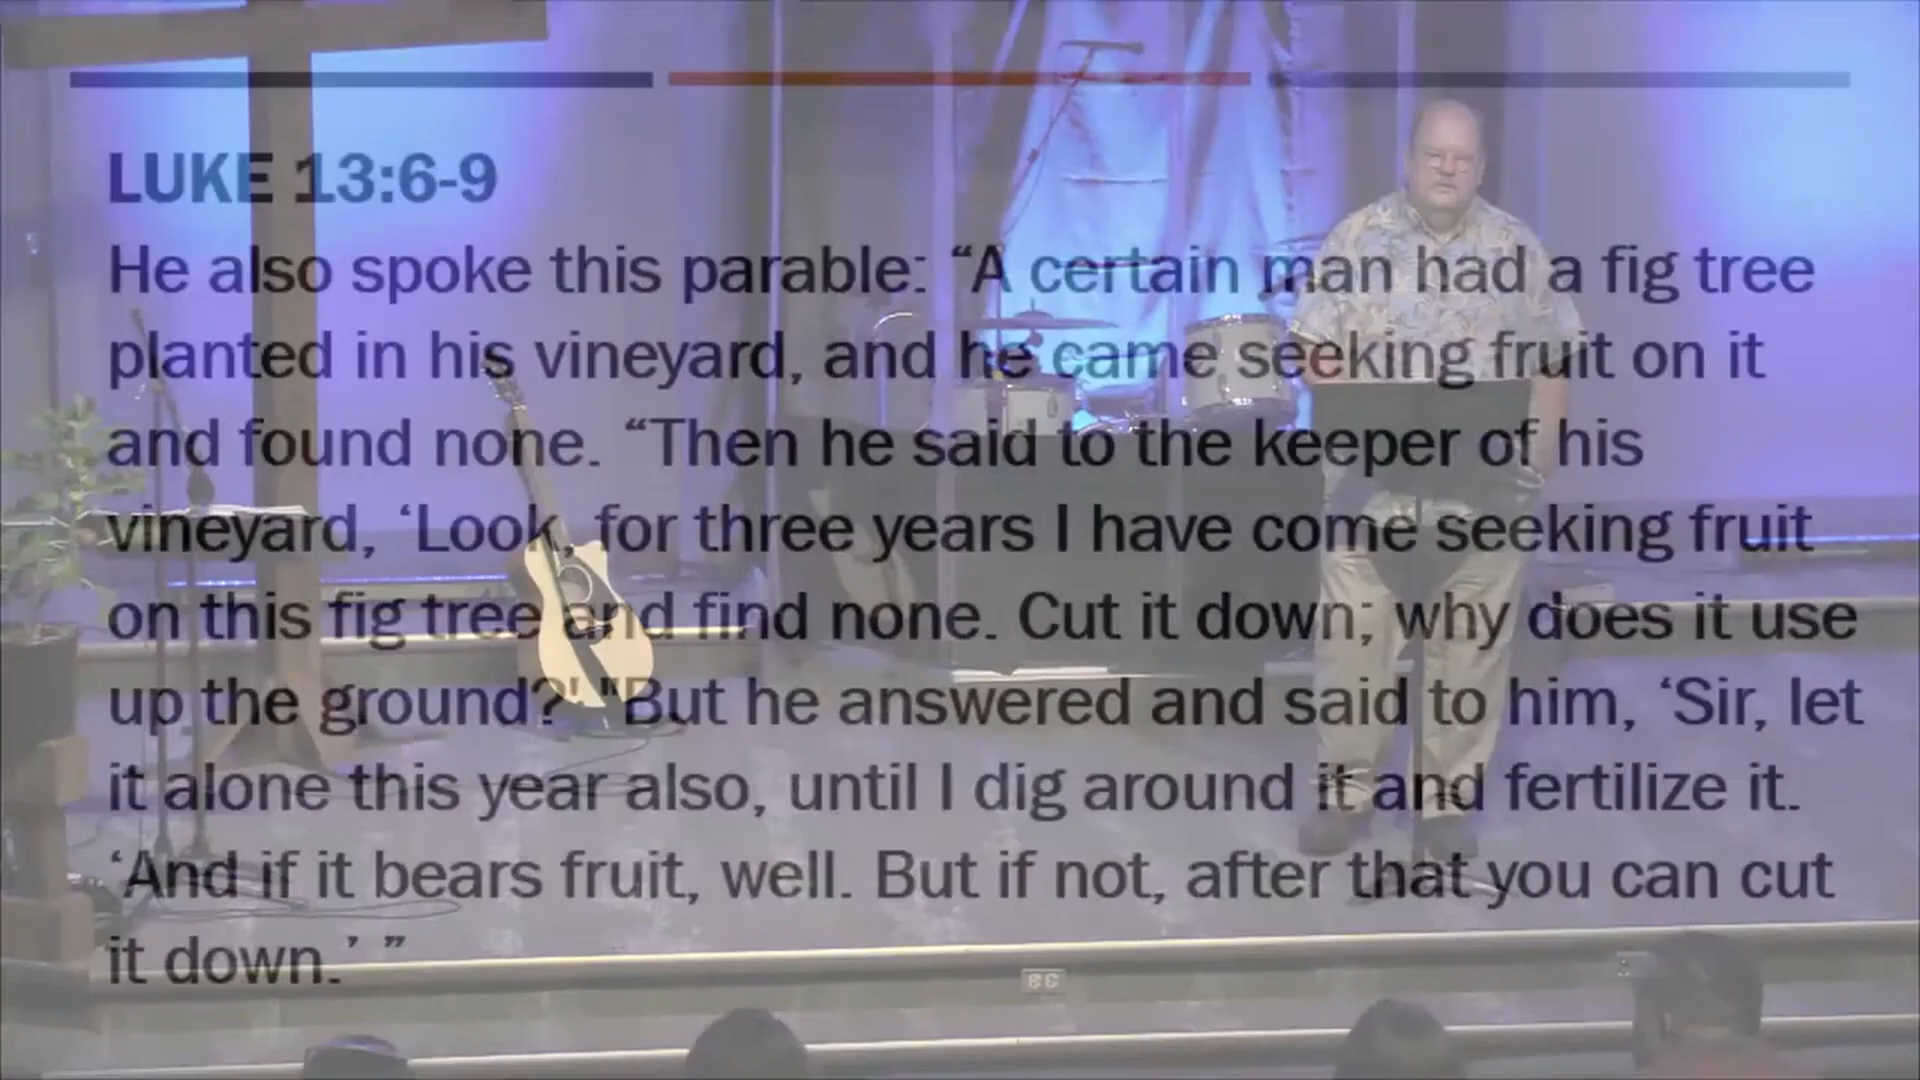 LUKE 13:6-9
He also spoke this parable: “A certain man had a fig tree
planted in his vineyard, and he came seeking fruit on it
and found none. “Then he said to the keeper of his
vineyard, ‘Look, for three years I have come seeking fruit
on this fig tree and find none. Cut it down; why does it use
up the ground?' "But he answered and said to him, ‘Sir, let
it alone this year also, until I dig around it and fertilize it.
‘And if it bears fruit, well. But if not, after that you can cut
it down.’ ”